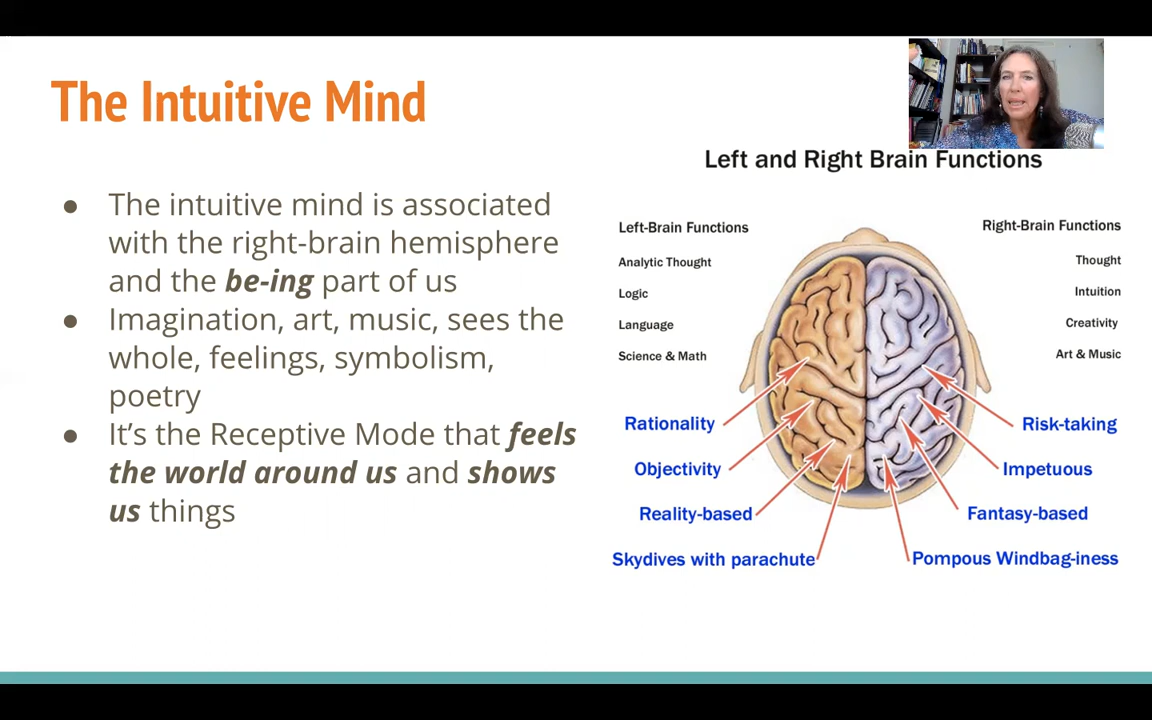 The Intuitive Mind
● The intuitive mind is associated
with the right-brain hemisphere
and the be-ing part of us
● Imagination, art, music, sees the
whole, feelings, symbolism,
poetry
● It’s the Receptive Mode that feels
the world around us and shows
us things
Left and Right Brain Functions
Left-Brain Functions
Analytic Thought
Logic
Language
Science & Math
Rationality
Objectivity
Reality-based
Skydives with parachute
Right-Brain Functions
Thought
Intuition
Creativity
Art & Music
Risk-taking
Impetuous
Fantasy-based
Pompous Windbag-iness